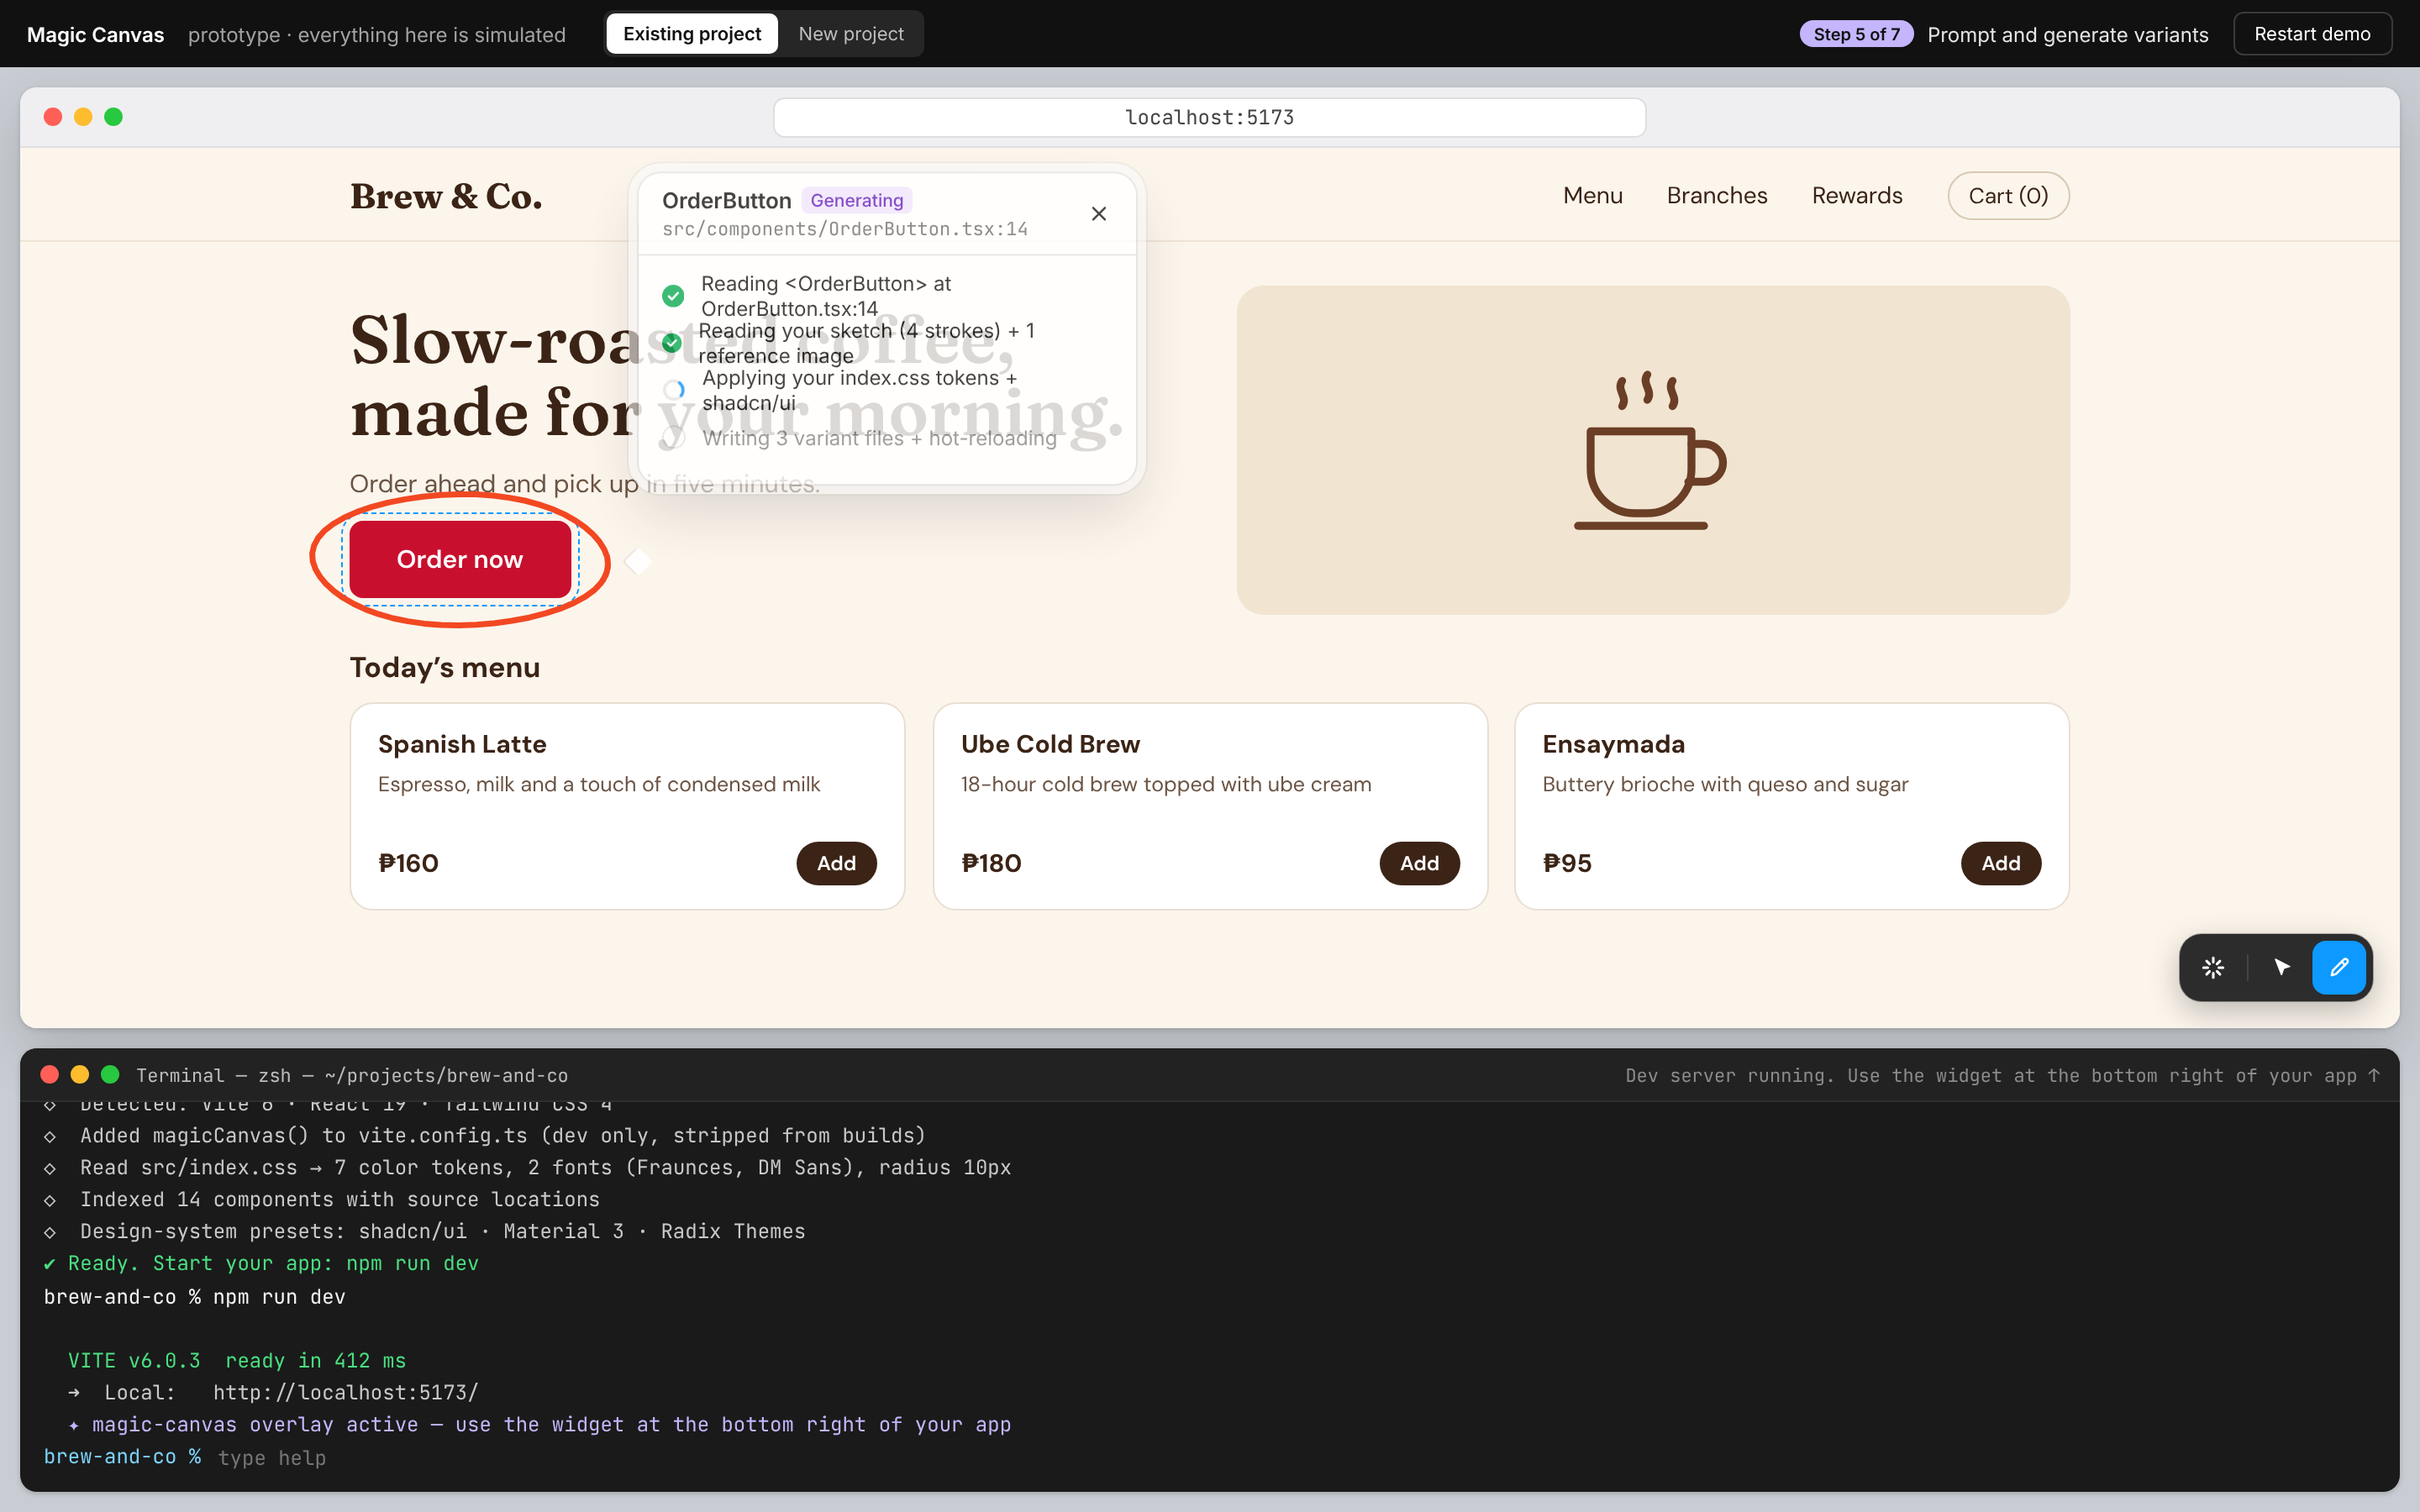 Magic Canvas prototype · everything here is simulated Existing project New project Step 5 of 7 Prompt and generate variants Restart demo
localhost:5173
Brew & Co. Menu Branches Rewards Cart (0)
OrderButton Generating
src/components/OrderButton.tsx:14
Reading <OrderButton> at
OrderButton.tsx:14
Reading your sketch (4 strokes) + 1
reference image
Applying your index.css tokens +
shadcn/ui
Writing 3 variant files + hot-reloading
Slow-roasted coffee,
made for your morning.
Order ahead and pick up in five minutes.
Order now
Today’s menu
Spanish Latte
Espresso, milk and a touch of condensed milk
₱160 Add
Ube Cold Brew
18-hour cold brew topped with ube cream
₱180 Add
Ensaymada
Buttery brioche with queso and sugar
₱95 Add
Terminal — zsh — ~/projects/brew-and-co Dev server running. Use the widget at the bottom right of your app ↑
◇ Detected: Vite 6 · React 19 · Tailwind CSS 4
◇ Added magicCanvas() to vite.config.ts (dev only, stripped from builds)
◇ Read src/index.css → 7 color tokens, 2 fonts (Fraunces, DM Sans), radius 10px
◇ Indexed 14 components with source locations
◇ Design-system presets: shadcn/ui · Material 3 · Radix Themes
✔ Ready. Start your app: npm run dev
brew-and-co % npm run dev
VITE v6.0.3 ready in 412 ms
➜ Local: http://localhost:5173/
✦ magic-canvas overlay active — use the widget at the bottom right of your app
brew-and-co % type help